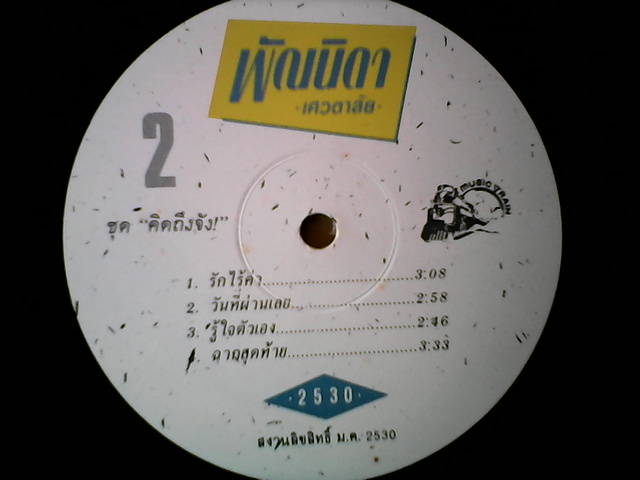 พัณนิดา
·เศวตาลัย·
2
MUSIC TRAIN
ชุด "คิดถึงจัง!"
1. รักไร้ค่า....................................3:08
2. วันที่ผ่านเลย..............................2:58
3. รู้ใจตัวเอง.................................2:46
4. ฉากสุดท้าย..............................3:33
·2530·
สงวนลิขสิทธิ์ ม.ค. 2530